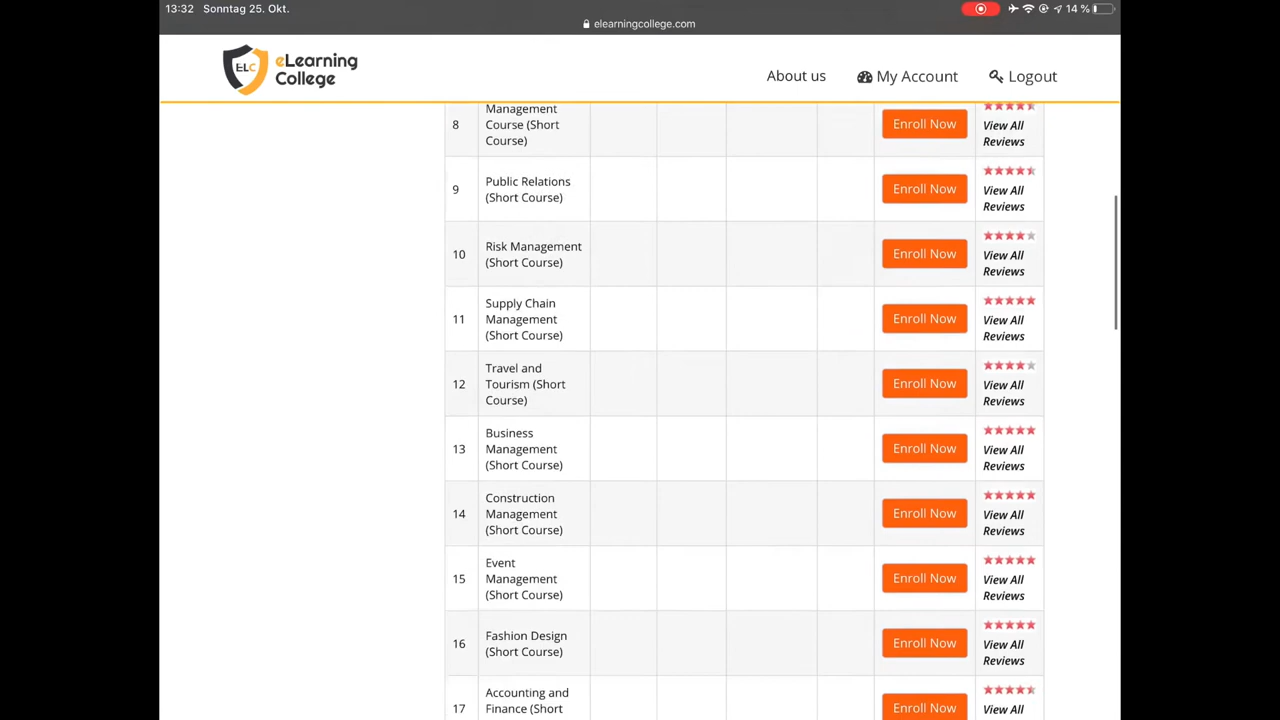 13:32 Sonntag 25. Okt.
14 %
elearningcollege.com
ELC
eLearning
College
About us
My Account
Logout
8
Management
Course (Short
Course)
Enroll Now
View All
Reviews
9
Public Relations
(Short Course)
Enroll Now
View All
Reviews
10
Risk Management
(Short Course)
Enroll Now
View All
Reviews
11
Supply Chain
Management
(Short Course)
Enroll Now
View All
Reviews
12
Travel and
Tourism (Short
Course)
Enroll Now
View All
Reviews
13
Business
Management
(Short Course)
Enroll Now
View All
Reviews
14
Construction
Management
(Short Course)
Enroll Now
View All
Reviews
15
Event
Management
(Short Course)
Enroll Now
View All
Reviews
16
Fashion Design
(Short Course)
Enroll Now
View All
Reviews
17
Accounting and
Finance (Short
Enroll Now
View All